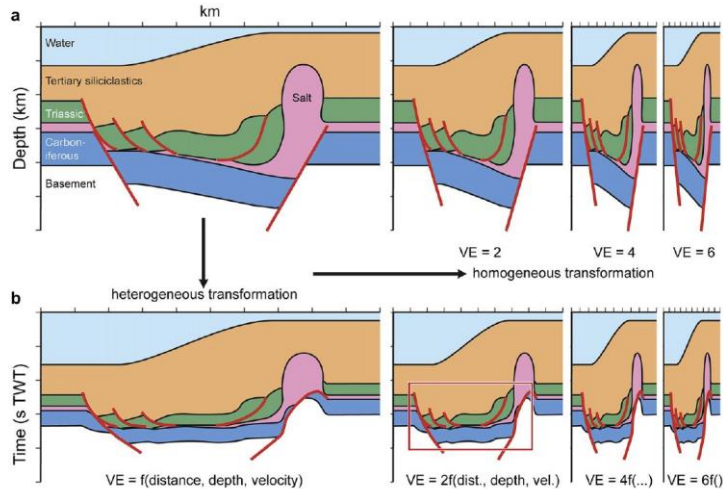 km
a
Depth (km)
Water
Tertiary siliciclastics
Salt
Triassic
Carbon-
iferous
Basement
VE = 2
VE = 4
VE = 6
heterogeneous transformation
homogeneous transformation
b
Time (s TWT)
VE = f(distance, depth, velocity)
VE = 2f(dist., depth, vel.)
VE = 4f(...)
VE = 6f()